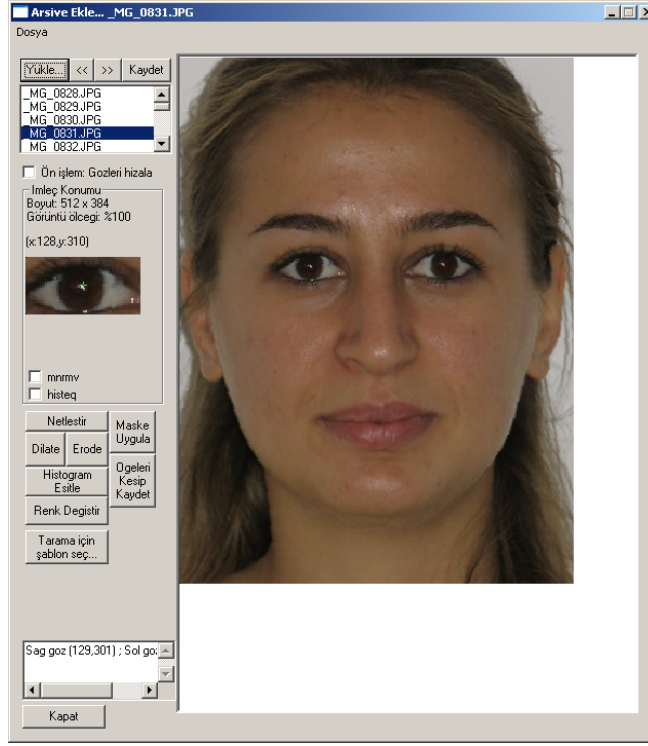 Arsive Ekle... _MG_0831.JPG
Dosya
Yükle...
<<
>>
Kaydet
_MG_0828.JPG
_MG_0829.JPG
_MG_0830.JPG
_MG_0831.JPG
_MG_0832.JPG
Ön işlem: Gozleri hizala
Imleç Konumu
Boyut: 512 x 384
Görüntü ölcegi: %100
(x:128,y:310)
mnrmv
histeq
Netlestir
Maske
Uygula
Dilate
Erode
Histogram
Esitle
Ogeleri
Kesip
Kaydet
Renk Degistir
Tarama için
şablon seç...
Sag goz (129,301) ; Sol goz
Kapat